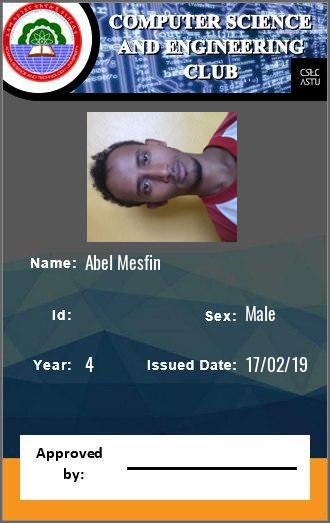 COMPUTER SCIENCE
AND ENGINEERING
CLUB
CSEC
ASTU
Name: Abel Mesfin
Id:
Sex: Male
Year: 4
Issued Date: 17/02/19
Approved
by: